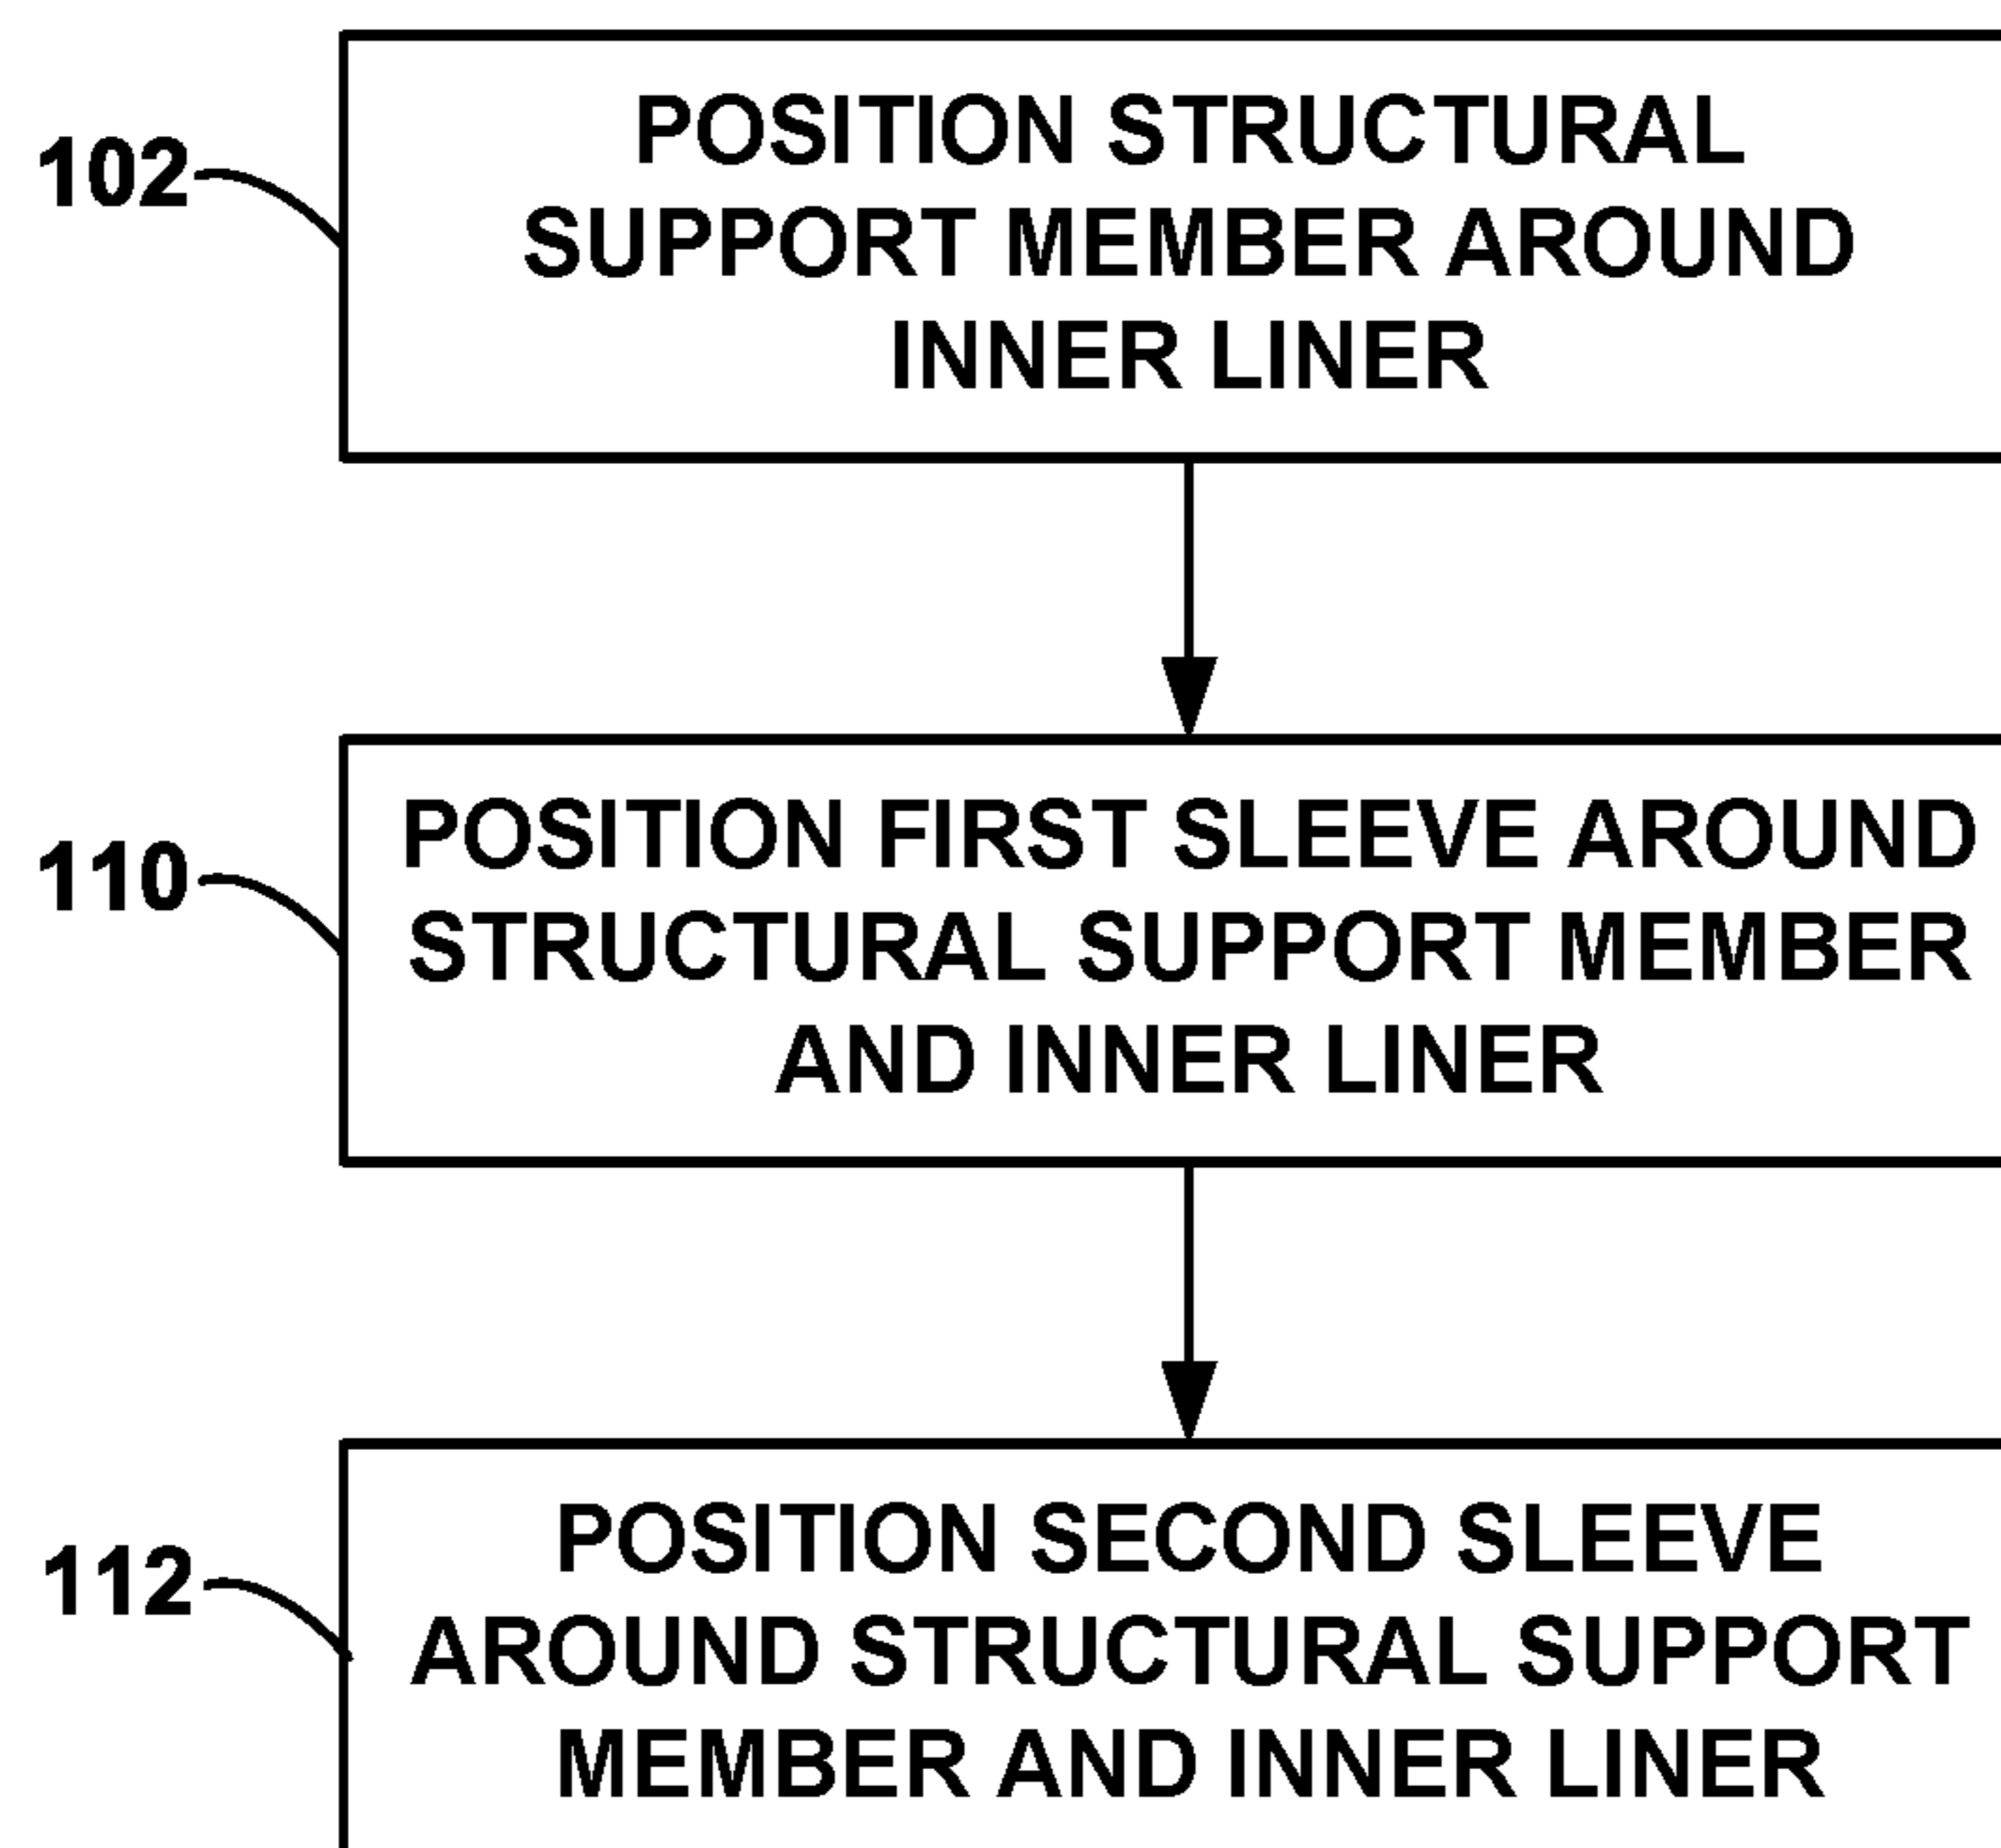 102
POSITION STRUCTURAL
SUPPORT MEMBER AROUND
INNER LINER
110
POSITION FIRST SLEEVE AROUND
STRUCTURAL SUPPORT MEMBER
AND INNER LINER
112
POSITION SECOND SLEEVE
AROUND STRUCTURAL SUPPORT
MEMBER AND INNER LINER